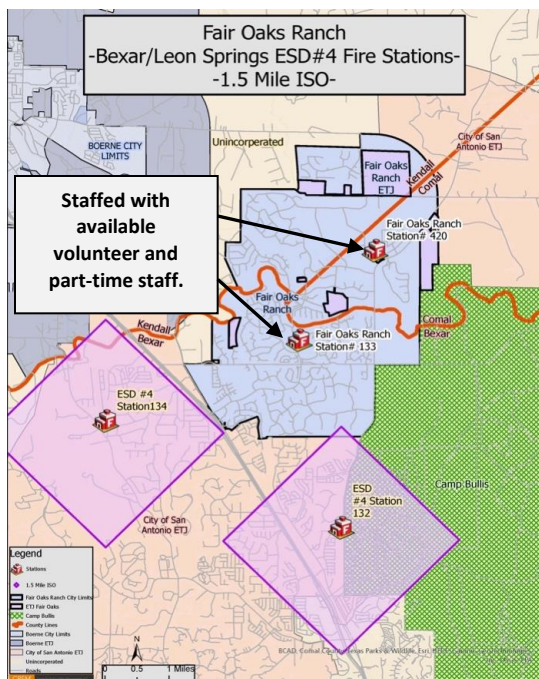 Fair Oaks Ranch
-Bexar/Leon Springs ESD#4 Fire Stations-
-1.5 Mile ISO-
BOERNE CITY
LIMITS
Unincorperated
Fair Oaks
Ranch
ETJ
Kendall
Comal
City of San
Antonio ETJ
Staffed with
available
volunteer and
part-time staff.
Fair Oaks Ranch
Station# 420
Fair Oaks
Ranch
Kendall
Bexar
Comal
Bexar
Fair Oaks Ranch
Station# 133
ESD #4
Station134
Camp Bullis
ESD
#4 Station
132
City of San
Antonio ETJ
Legend
Stations
1.5 Mile ISO
Fair Oaks Ranch City Limits
ETJ Fair Oaks
Camp Bullis
County Lines
Boerne City Limits
Boerne ETJ
City of San Antonio ETJ
Unincorporated
Roads
N
0 0.5 1 Miles